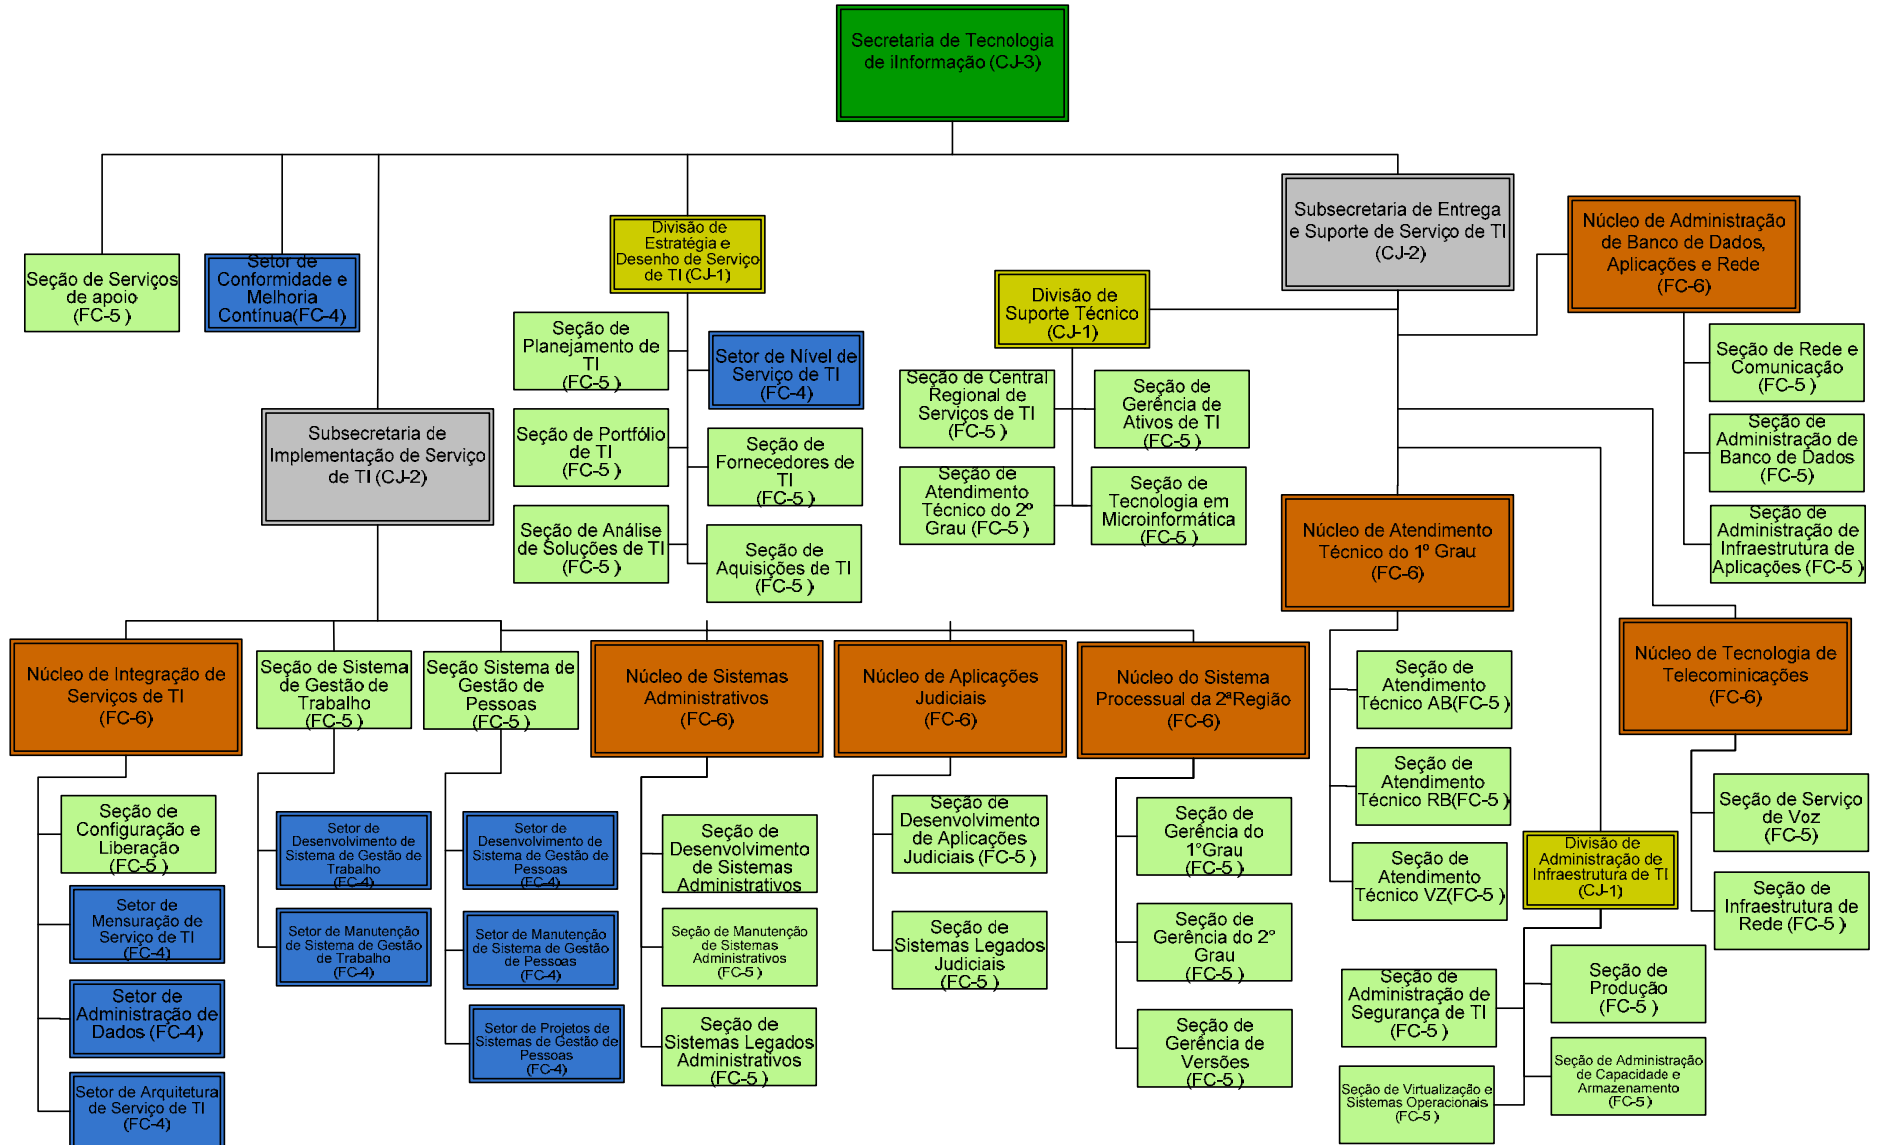 Secretaria de Tecnologia
de iInformação (CJ-3)
Subsecretaria de Entrega
e Suporte de Serviço de TI
(CJ-2)
Núcleo de Administração
de Banco de Dados,
Aplicações e Rede
(FC-6)
Divisão de
Estratégia e
Desenho de Serviço
de TI (CJ-1)
Seção de Serviços
de apoio
(FC-5 )
Setor de
Conformidade e
Melhoria
Contínua(FC-4)
Divisão de
Suporte Técnico
(CJ-1)
Seção de
Planejamento de
TI
(FC-5 )
Setor de Nível de
Serviço de TI
(FC-4)
Seção de Rede e
Comunicação
(FC-5 )
Seção de Central
Regional de
Serviços de TI
(FC-5 )
Seção de
Gerência de
Ativos de TI
(FC-5 )
Subsecretaria de
Implementação de Serviço
de TI (CJ-2)
Seção de Portfólio
de TI
(FC-5 )
Seção de
Fornecedores de
TI
(FC-5 )
Seção de
Administração de
Banco de Dados
(FC-5)
Seção de
Atendimento
Técnico do 2º
Grau (FC-5 )
Seção de
Tecnologia em
Microinformática
(FC-5 )
Núcleo de Atendimento
Técnico do 1º Grau
(FC-6)
Seção de Análise
de Soluções de TI
(FC-5 )
Seção de
Aquisições de TI
(FC-5 )
Seção de
Administração de
Infraestrutura de
Aplicações (FC-5 )
Núcleo de Integração de
Serviços de TI
(FC-6)
Seção de Sistema
de Gestão de
Trabalho
(FC-5 )
Seção Sistema de
Gestão de
Pessoas
(FC-5 )
Núcleo de Sistemas
Administrativos
(FC-6)
Núcleo de Aplicações
Judiciais
(FC-6)
Núcleo do Sistema
Processual da 2ªRegião
(FC-6)
Seção de
Atendimento
Técnico AB(FC-5 )
Núcleo de Tecnologia de
Telecominicações
(FC-6)
Seção de
Configuração e
Liberação
(FC-5 )
Setor de
Desenvolvimento de
Sistema de Gestão de
Trabalho
(FC-4)
Setor de
Desenvolvimento de
Sistema de Gestão de
Pessoas
(FC-4)
Seção de
Desenvolvimento
de Sistemas
Administrativos
Seção de
Desenvolvimento
de Aplicações
Judiciais (FC-5 )
Seção de
Gerência do
1°Grau
(FC-5 )
Seção de
Atendimento
Técnico RB(FC-5 )
Seção de Serviço
de Voz
(FC-5)
Divisão de
Administração de
Infraestrutura de TI
(CJ-1)
Setor de
Mensuração de
Serviço de TI
(FC-4)
Setor de Manutenção
de Sistema de Gestão
de Trabalho
(FC-4)
Setor de Manutenção
de Sistema de Gestão
de Pessoas
(FC-4)
Seção de Manutenção
de Sistemas
Administrativos
(FC-5 )
Seção de
Sistemas Legados
Judiciais
(FC-5 )
Seção de
Gerência do 2º
Grau
(FC-5 )
Seção de
Atendimento
Técnico VZ(FC-5 )
Seção de
Infraestrutura de
Rede (FC-5 )
Setor de
Administração de
Dados (FC-4)
Setor de Projetos de
Sistemas de Gestão de
Pessoas
(FC-4)
Seção de
Sistemas Legados
Administrativos
(FC-5 )
Seção de
Gerência de
Versões
(FC-5 )
Seção de
Administração de
Segurança de TI
(FC-5 )
Seção de
Produção
(FC-5 )
Setor de Arquitetura
de Serviço de TI
(FC-4)
Seção de Virtualização e
Sistemas Operacionais
(FC-5 )
Seção de Administração
de Capacidade e
Armazenamento
(FC-5 )